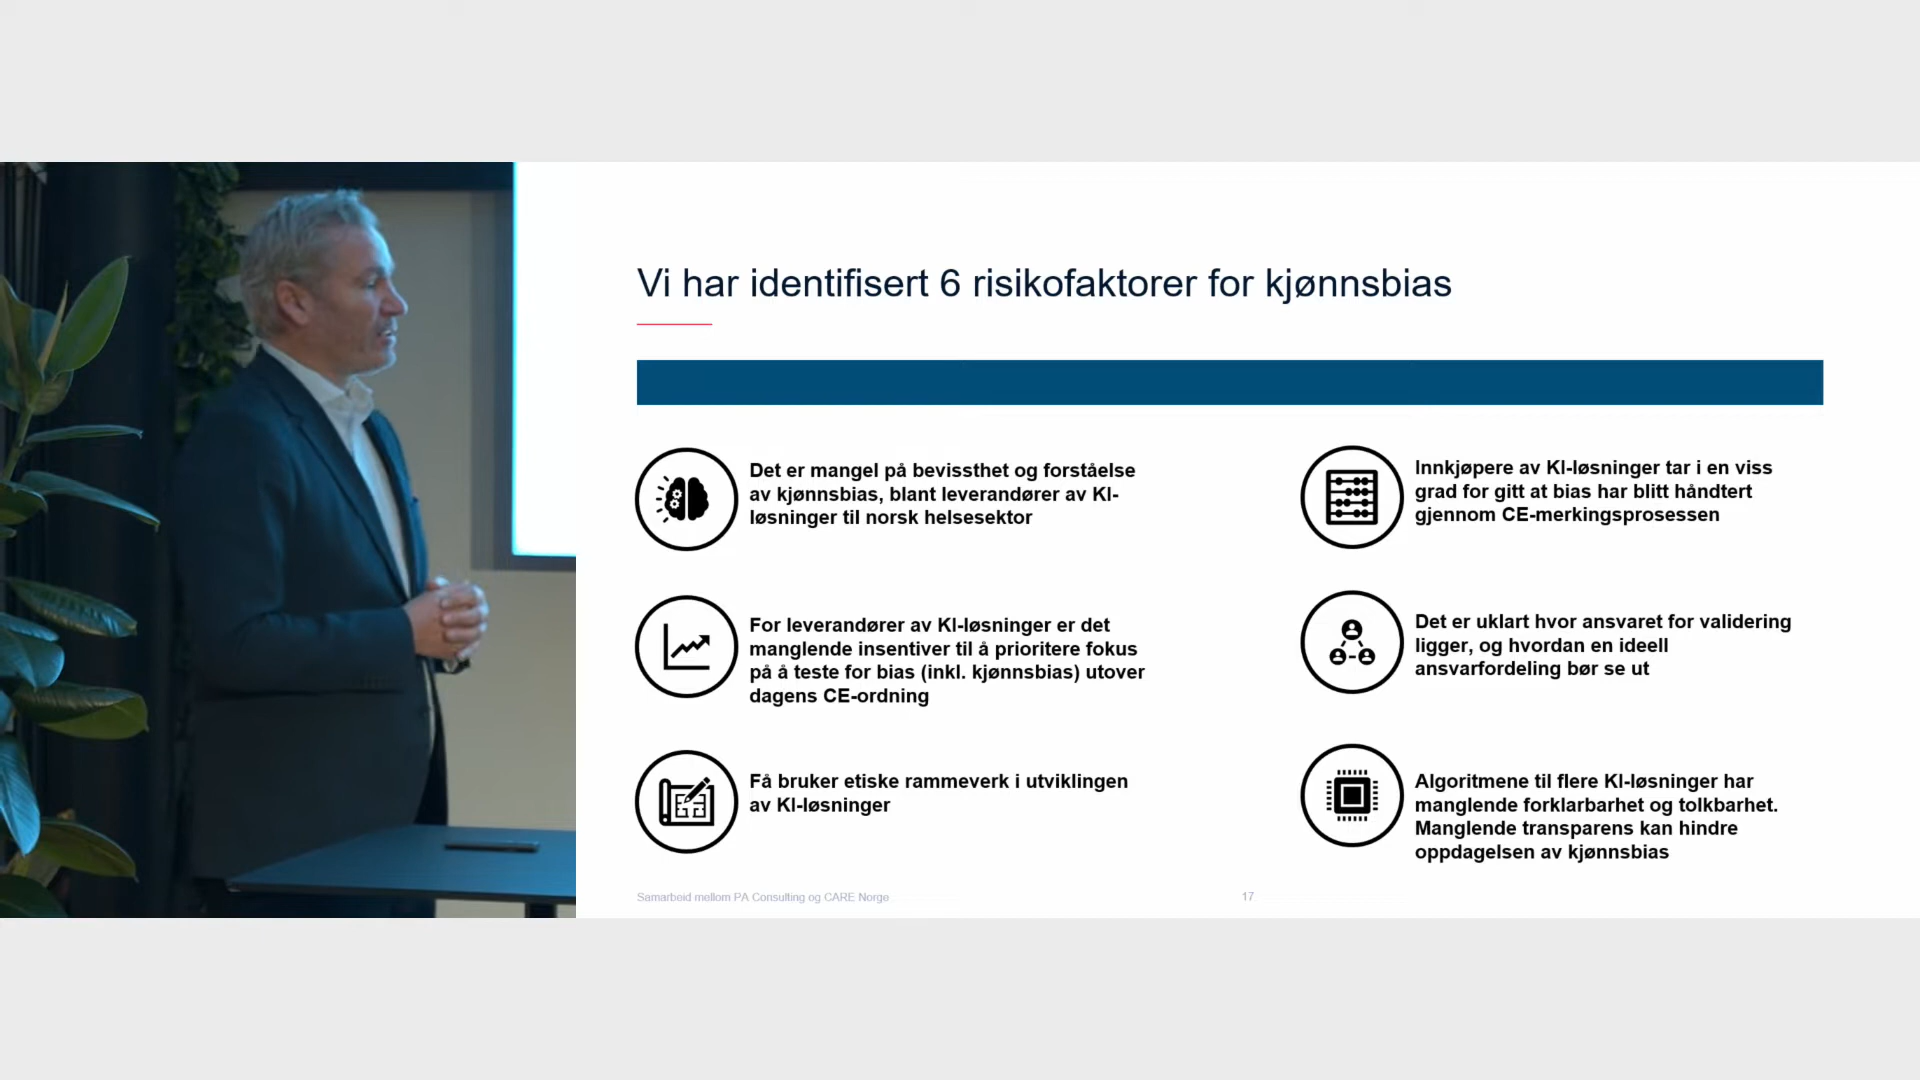 Vi har identifisert 6 risikofaktorer for kjønnsbias
Det er mangel på bevissthet og forståelse
av kjønnsbias, blant leverandører av KI-
løsninger til norsk helsesektor
For leverandører av KI-løsninger er det
manglende insentiver til å prioritere fokus
på å teste for bias (inkl. kjønnsbias) utover
dagens CE-ordning
Få bruker etiske rammeverk i utviklingen
av KI-løsninger
Innkjøpere av KI-løsninger tar i en viss
grad for gitt at bias har blitt håndtert
gjennom CE-merkingsprosessen
Det er uklart hvor ansvaret for validering
ligger, og hvordan en ideell
ansvarfordeling bør se ut
Algoritmene til flere KI-løsninger har
manglende forklarbarhet og tolkbarhet.
Manglende transparens kan hindre
oppdagelsen av kjønnsbias
Samarbeid mellom PA Consulting og CARE Norge
17